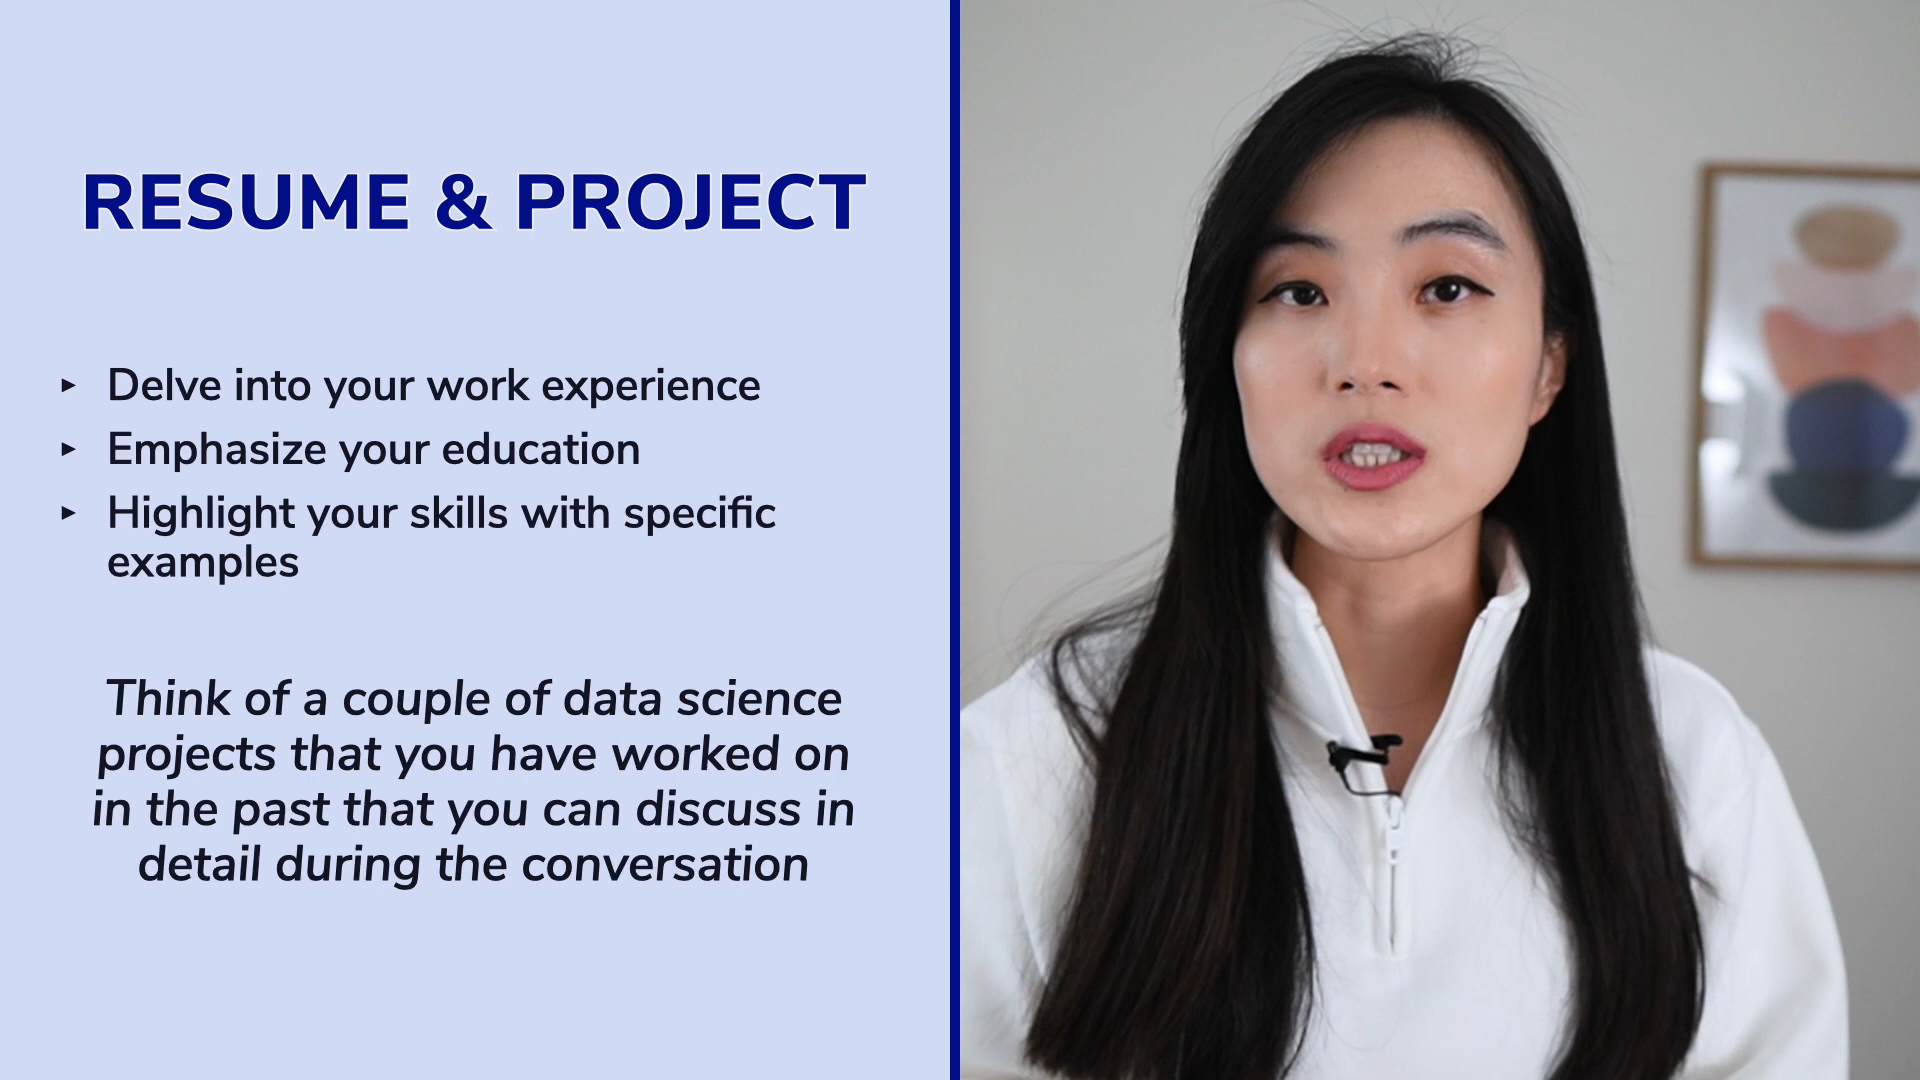 RESUME & PROJECT
▸ Delve into your work experience
▸ Emphasize your education
▸ Highlight your skills with specific
examples
Think of a couple of data science
projects that you have worked on
in the past that you can discuss in
detail during the conversation